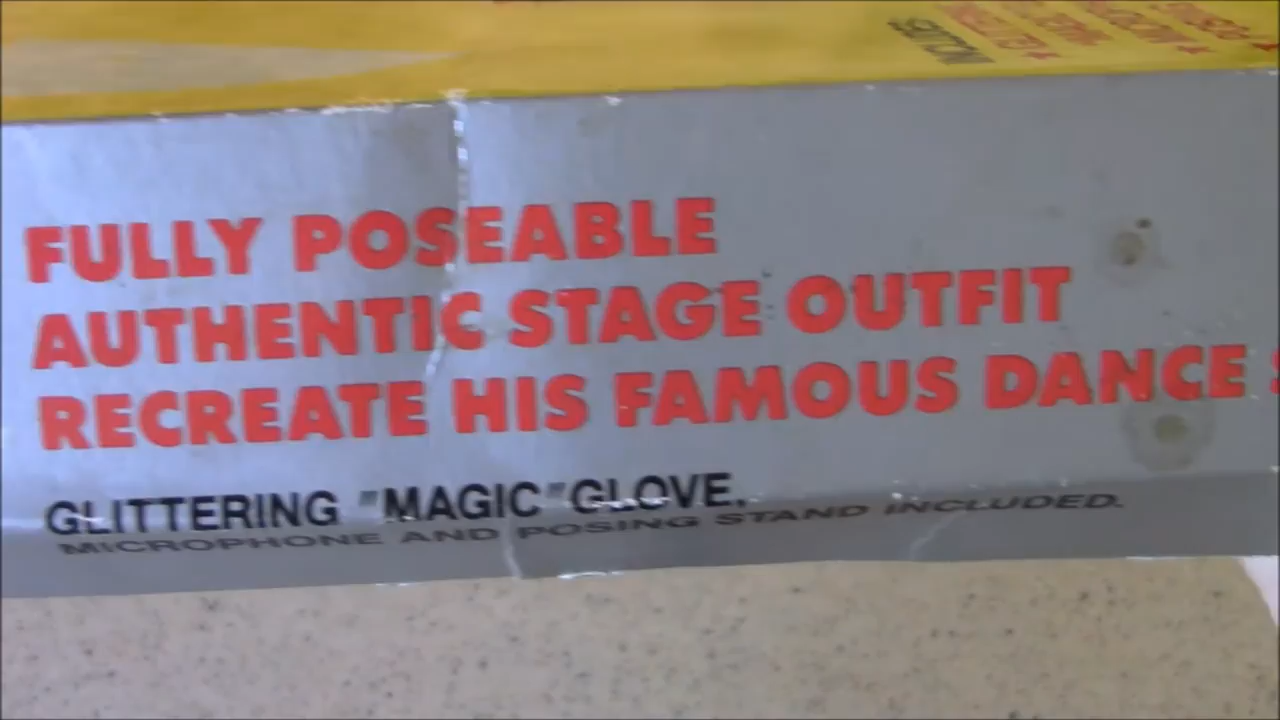 FULLY POSEABLE
AUTHENTIC STAGE OUTFIT
RECREATE HIS FAMOUS DANCE
GLITTERING "MAGIC" GLOVE,
MICROPHONE AND POSING STAND INCLUDED.